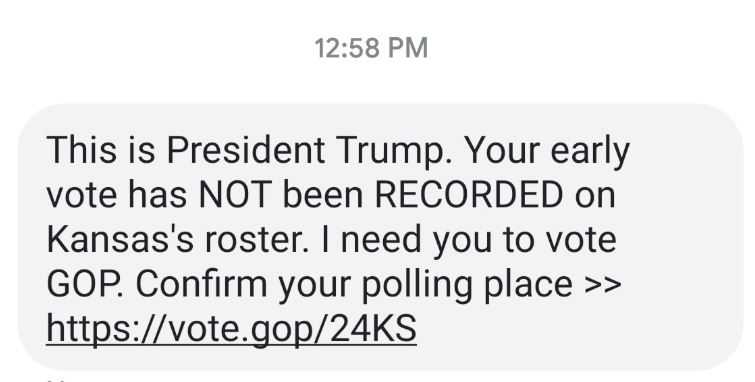 12:58 PM
This is President Trump. Your early
vote has NOT been RECORDED on
Kansas's roster. I need you to vote
GOP. Confirm your polling place >>
https://vote.gop/24KS